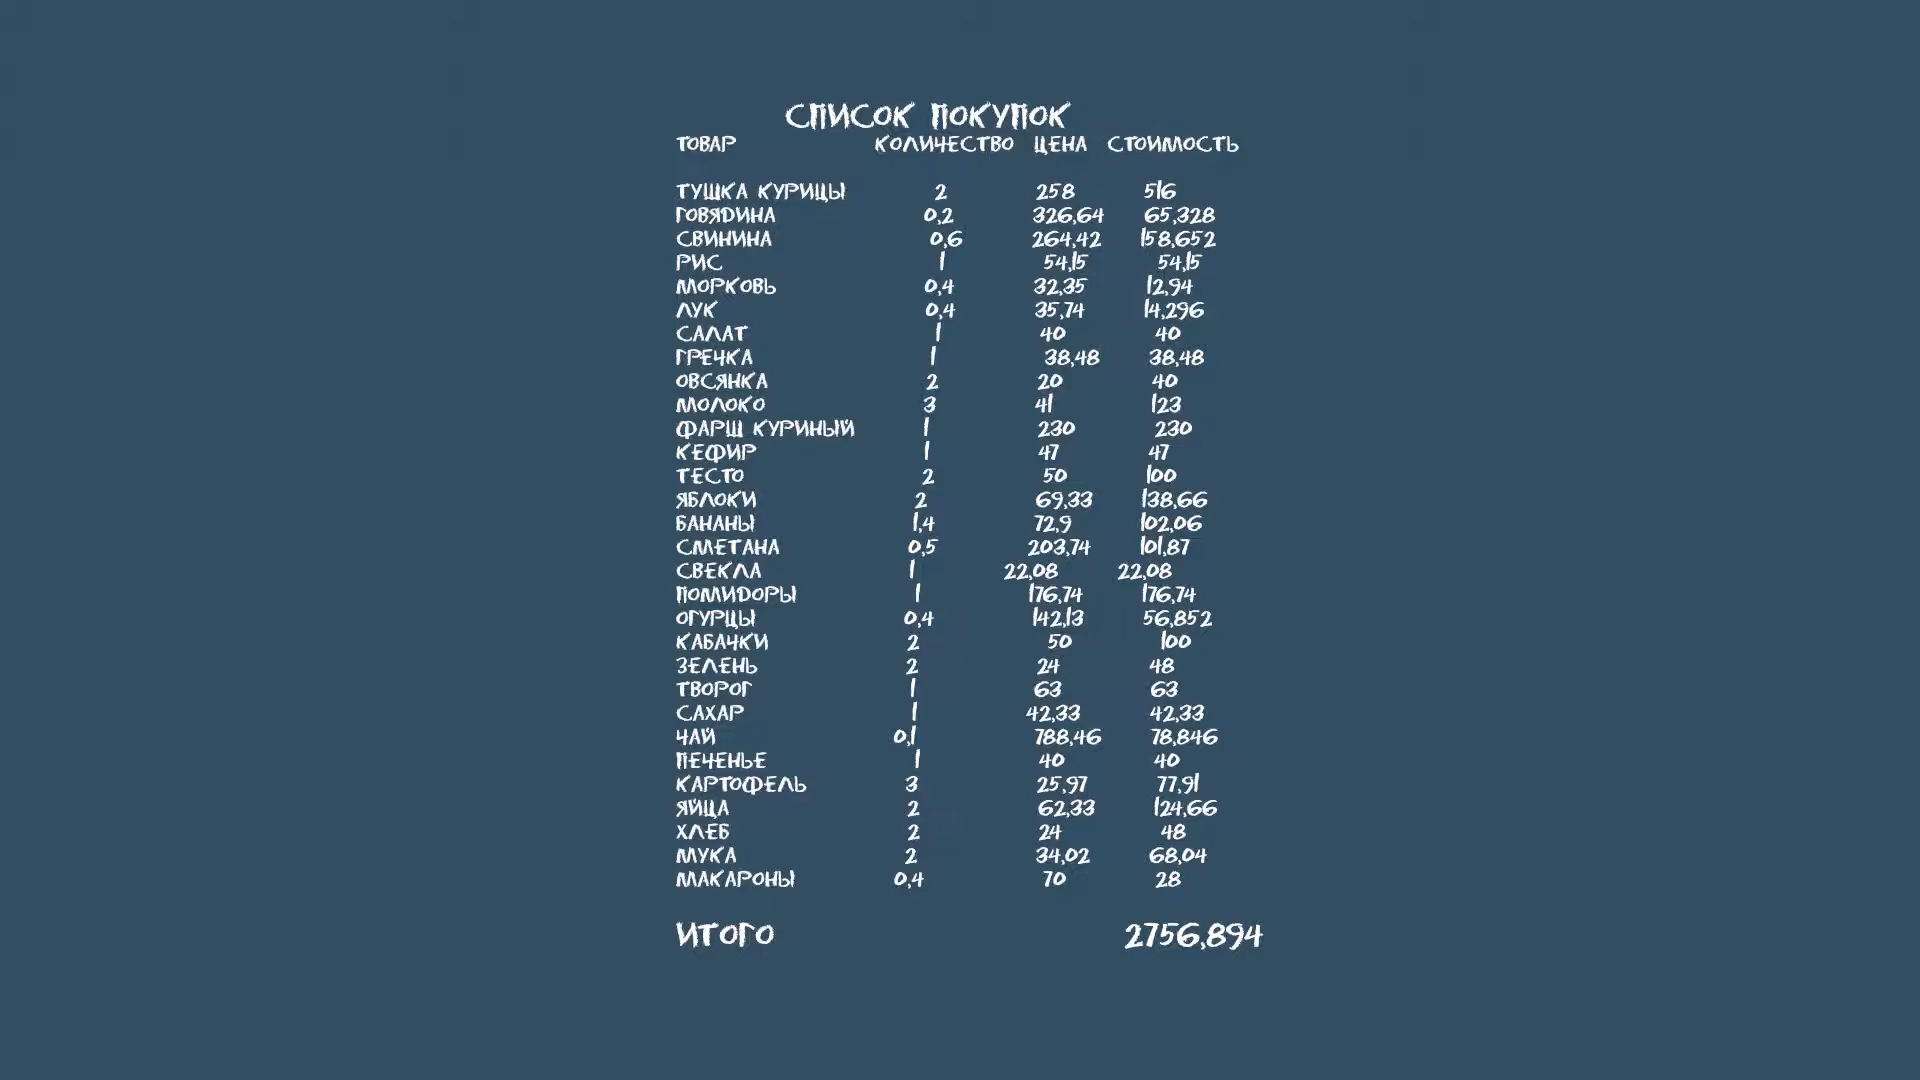 СПИСОК ПОКУПОК
ТОВАР КОЛИЧЕСТВО ЦЕНА СТОИМОСТЬ
ТУШКА КУРИЦЫ 2 258 516
ГОВЯДИНА 0,2 326,64 65,328
СВИНИНА 0,6 264,42 158,652
РИС 1 54,15 54,15
МОРКОВЬ 0,4 32,35 12,94
ЛУК 0,4 35,74 14,296
САЛАТ 1 40 40
ГРЕЧКА 1 38,48 38,48
ОВСЯНКА 2 20 40
МОЛОКО 3 41 123
ФАРШ КУРИНЫЙ 1 230 230
КЕФИР 1 47 47
ТЕСТО 2 50 100
ЯБЛОКИ 2 69,33 138,66
БАНАНЫ 1,4 72,9 102,06
СМЕТАНА 0,5 203,74 101,87
СВЕКЛА 1 22,08 22,08
ПОМИДОРЫ 1 176,74 176,74
ОГУРЦЫ 0,4 142,13 56,852
КАБАЧКИ 2 50 100
ЗЕЛЕНЬ 2 24 48
ТВОРОГ 1 63 63
САХАР 1 42,33 42,33
ЧАЙ 0,1 788,46 78,846
ПЕЧЕНЬЕ 1 40 40
КАРТОФЕЛЬ 3 25,97 77,91
ЯЙЦА 2 62,33 124,66
ХЛЕБ 2 24 48
МУКА 2 34,02 68,04
МАКАРОНЫ 0,4 70 28
ИТОГО 2756,894